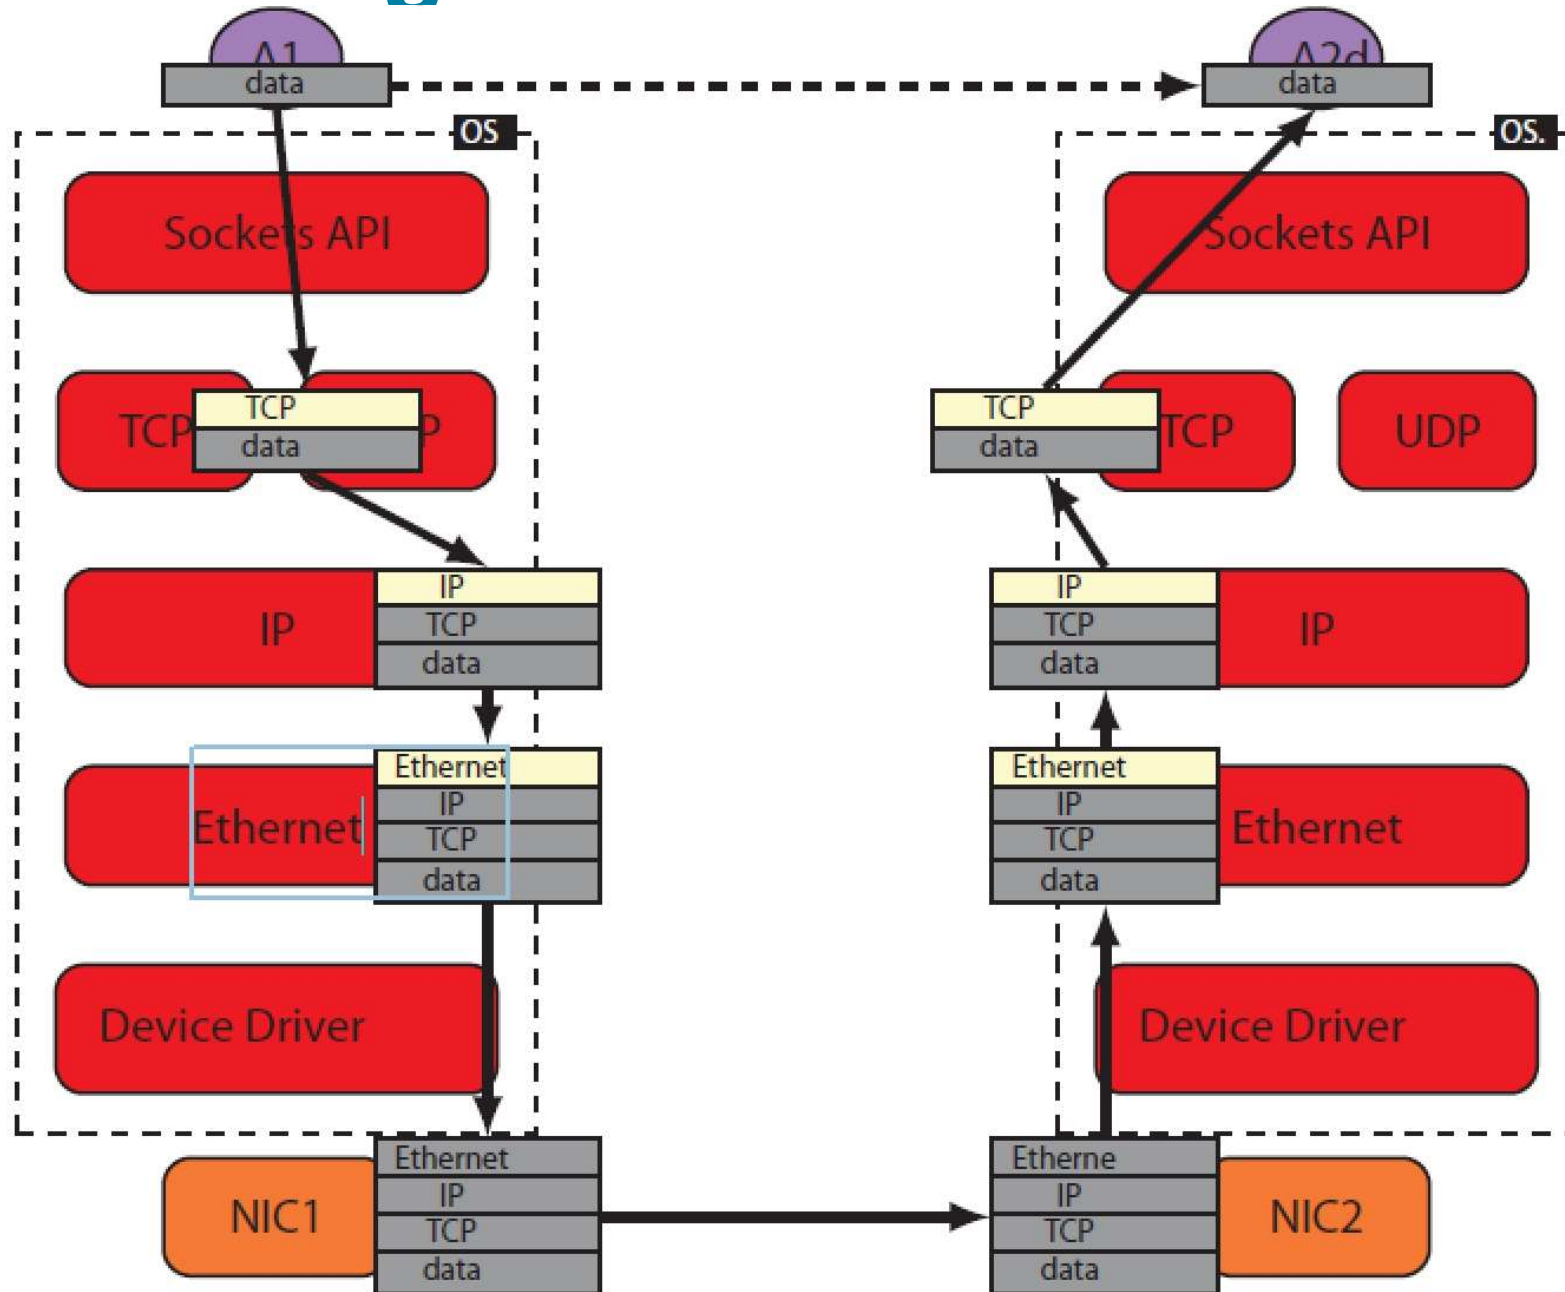 A1
data
A2d
data
OS
OS.
Sockets API
Sockets API
TCP
TCP
data
P
TCP
data
TCP
UDP
IP
IP
TCP
data
IP
TCP
data
IP
Ethernet
Ethernet
IP
TCP
data
Ethernet
IP
TCP
data
Ethernet
Device Driver
Device Driver
NIC1
Ethernet
IP
TCP
data
Etherne
IP
TCP
data
NIC2